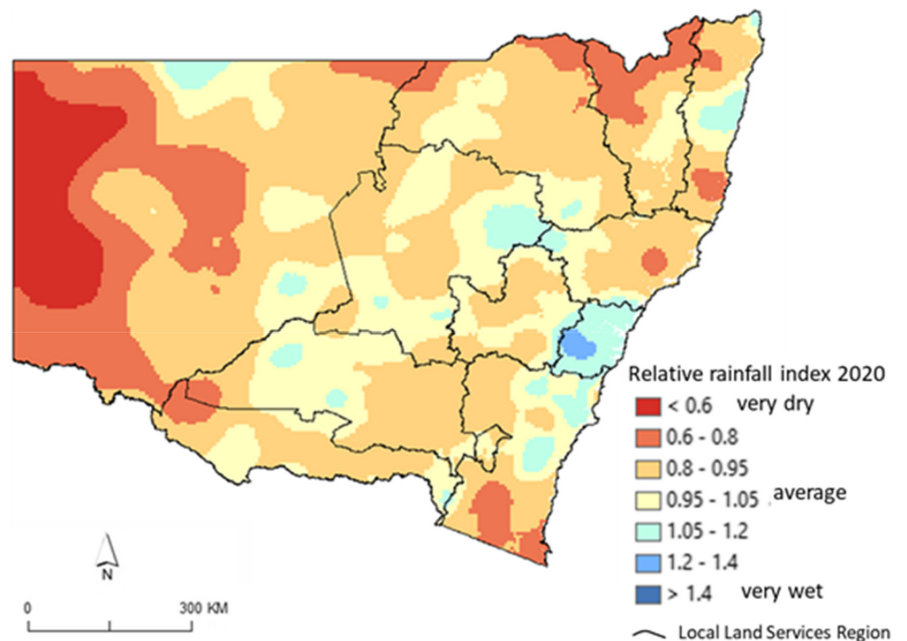 Relative rainfall index 2020
< 0.6 very dry
0.6 - 0.8
0.8 - 0.95
0.95 - 1.05 average
1.05 - 1.2
1.2 - 1.4
> 1.4 very wet
Local Land Services Region
N
0 300 KM